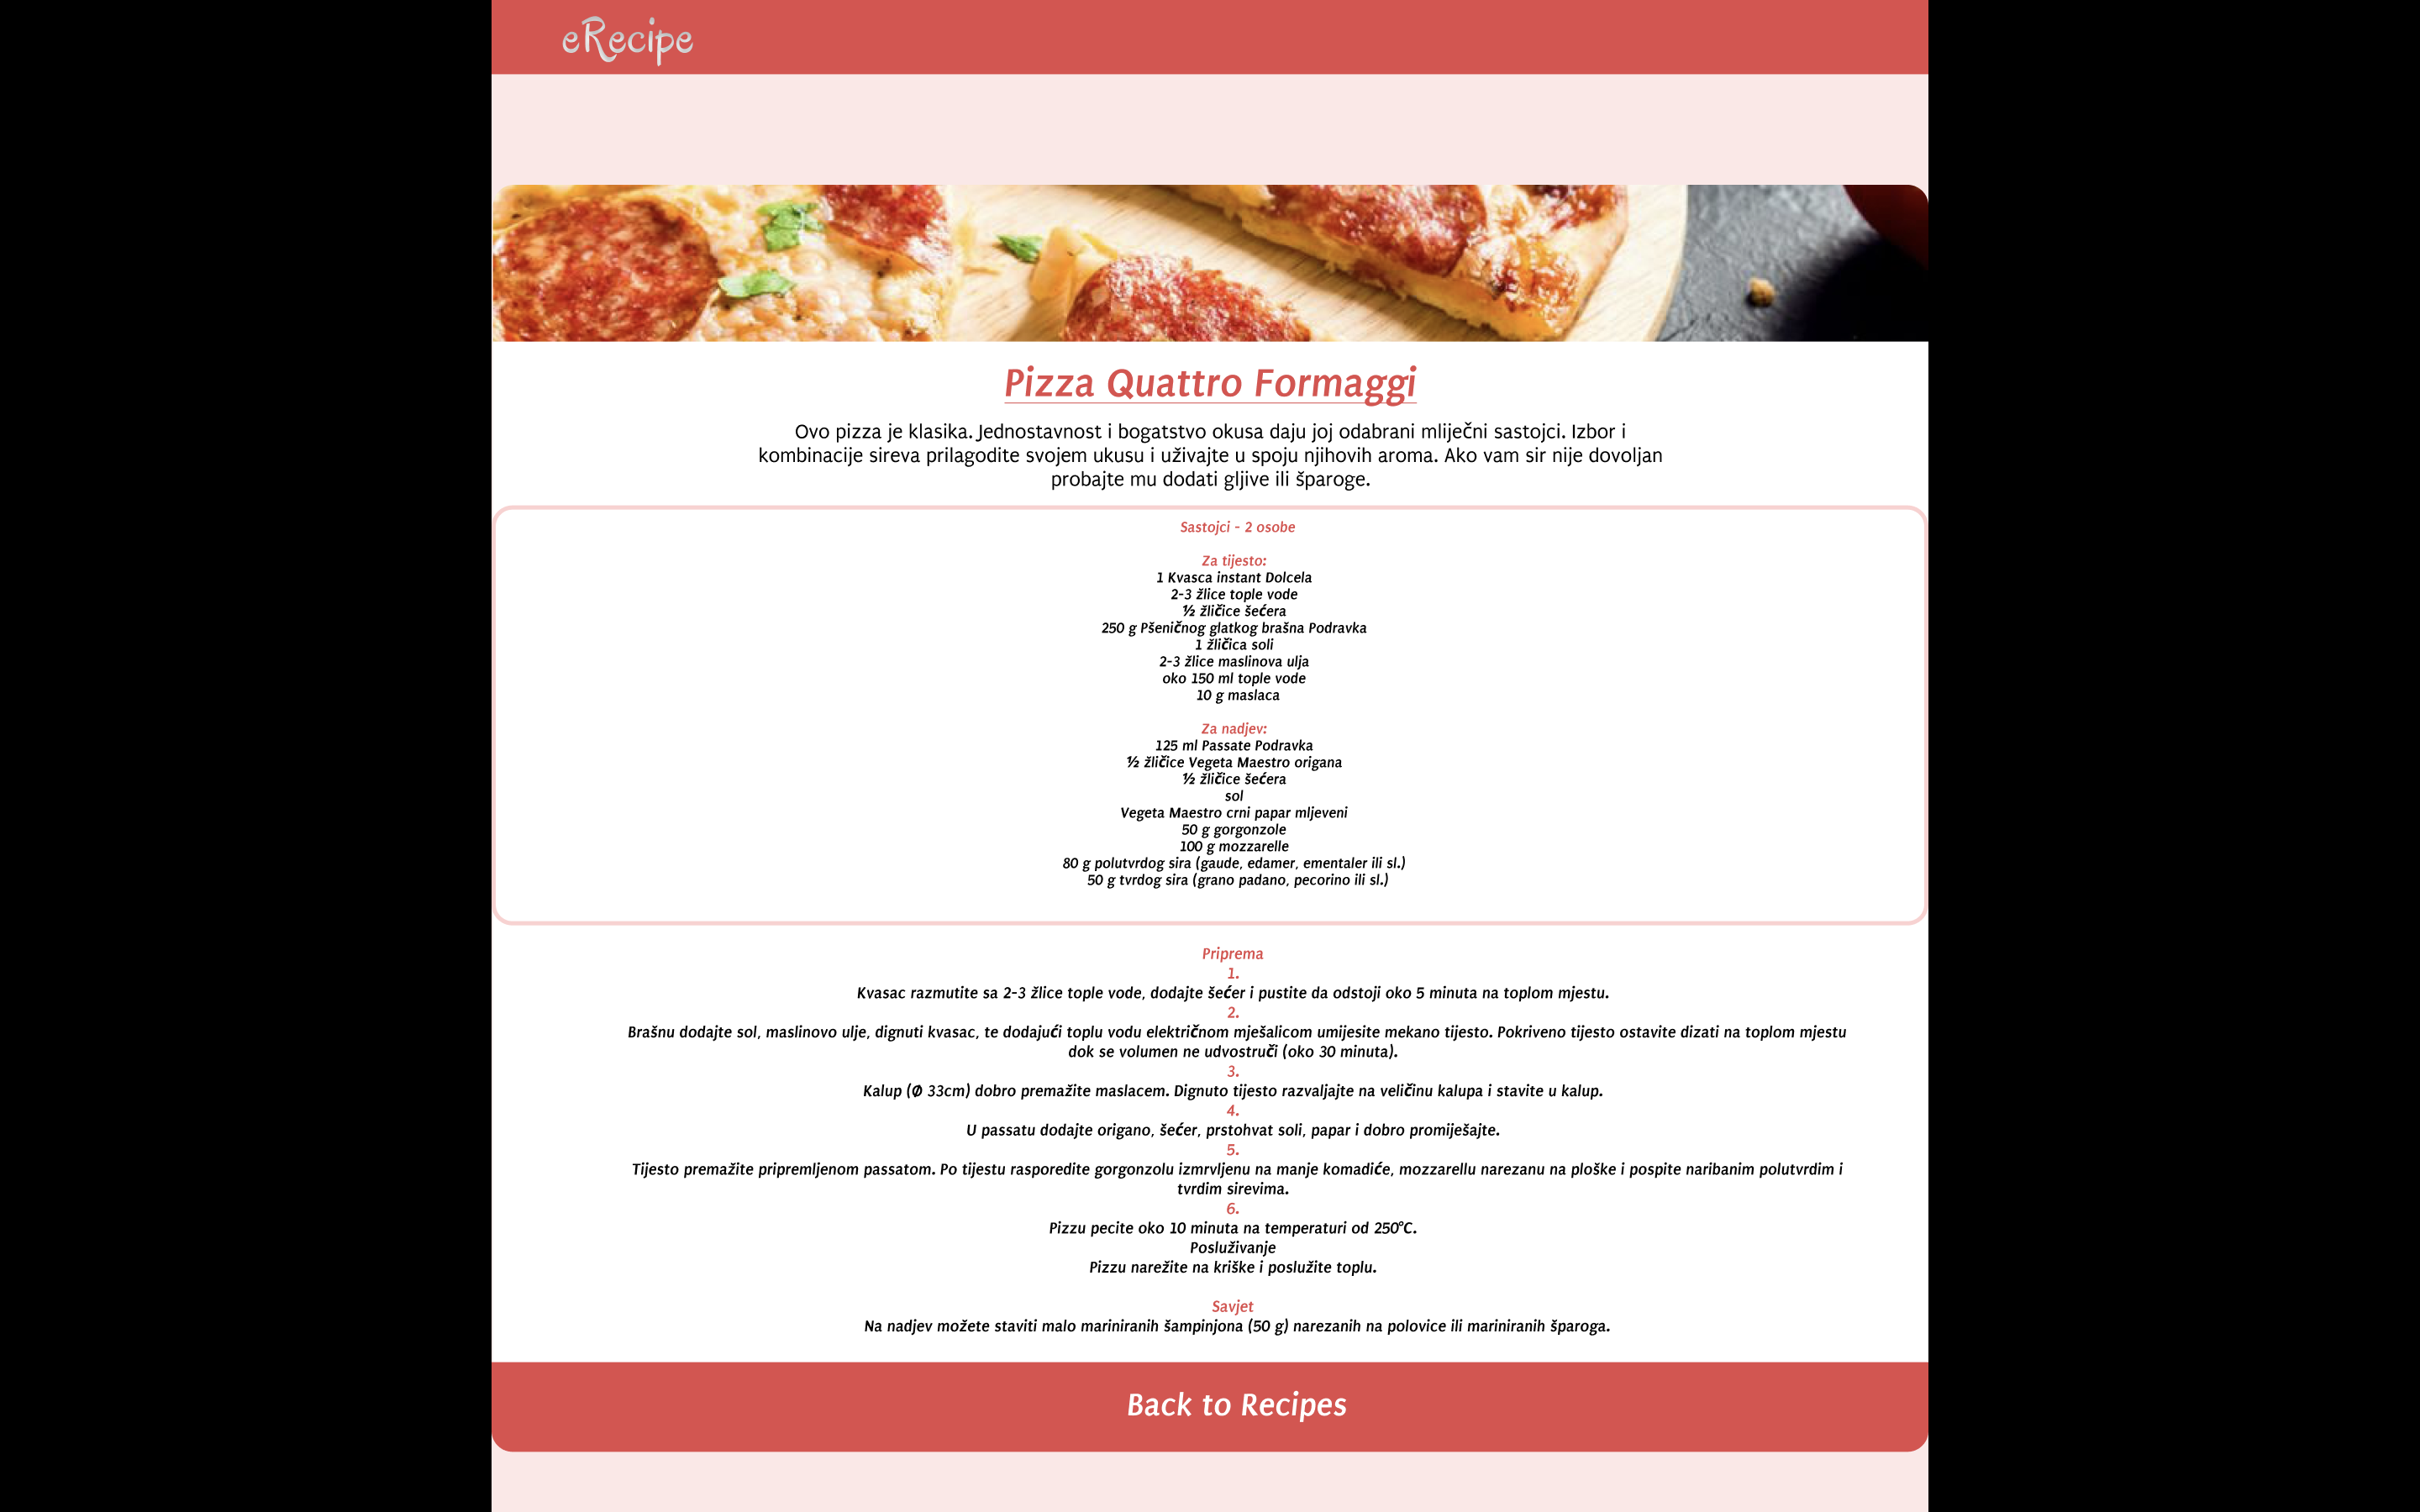 eRecipe
Pizza Quattro Formaggi
Ovo pizza je klasika. Jednostavnost i bogatstvo okusa daju joj odabrani mliječni sastojci. Izbor i
kombinacije sireva prilagodite svojem ukusu i uživajte u spoju njihovih aroma. Ako vam sir nije dovoljan
probajte mu dodati gljive ili šparoge.
Sastojci - 2 osobe
Za tijesto:
1 Kvasca instant Dolcela
2-3 žlice tople vode
½ žličice šećera
250 g Pšeničnog glatkog brašna Podravka
1 žličica soli
2-3 žlice maslinova ulja
oko 150 ml tople vode
10 g maslaca
Za nadjev:
125 ml Passate Podravka
½ žličice Vegeta Maestro origana
½ žličice šećera
sol
Vegeta Maestro crni papar mljeveni
50 g gorgonzole
100 g mozzarelle
80 g polutvrdog sira (gaude, edamer, ementaler ili sl.)
50 g tvrdog sira (grano padano, pecorino ili sl.)
Priprema
1.
Kvasac razmutite sa 2-3 žlice tople vode, dodajte šećer i pustite da odstoji oko 5 minuta na toplom mjestu.
2.
Brašnu dodajte sol, maslinovo ulje, dignuti kvasac, te dodajući toplu vodu električnom mješalicom umijesite mekano tijesto. Pokriveno tijesto ostavite dizati na toplom mjestu
dok se volumen ne udvostruči (oko 30 minuta).
3.
Kalup (Ø 33cm) dobro premažite maslacem. Dignuto tijesto razvaljajte na veličinu kalupa i stavite u kalup.
4.
U passatu dodajte origano, šećer, prstohvat soli, papar i dobro promiješajte.
5.
Tijesto premažite pripremljenom passatom. Po tijestu rasporedite gorgonzolu izmrvljenu na manje komadiće, mozzarellu narezanu na ploške i pospite naribanim polutvrdim i
tvrdim sirevima.
6.
Pizzu pecite oko 10 minuta na temperaturi od 250°C.
Posluživanje
Pizzu narežite na kriške i poslužite toplu.
Savjet
Na nadjev možete staviti malo mariniranih šampinjona (50 g) narezanih na polovice ili mariniranih šparoga.
Back to Recipes